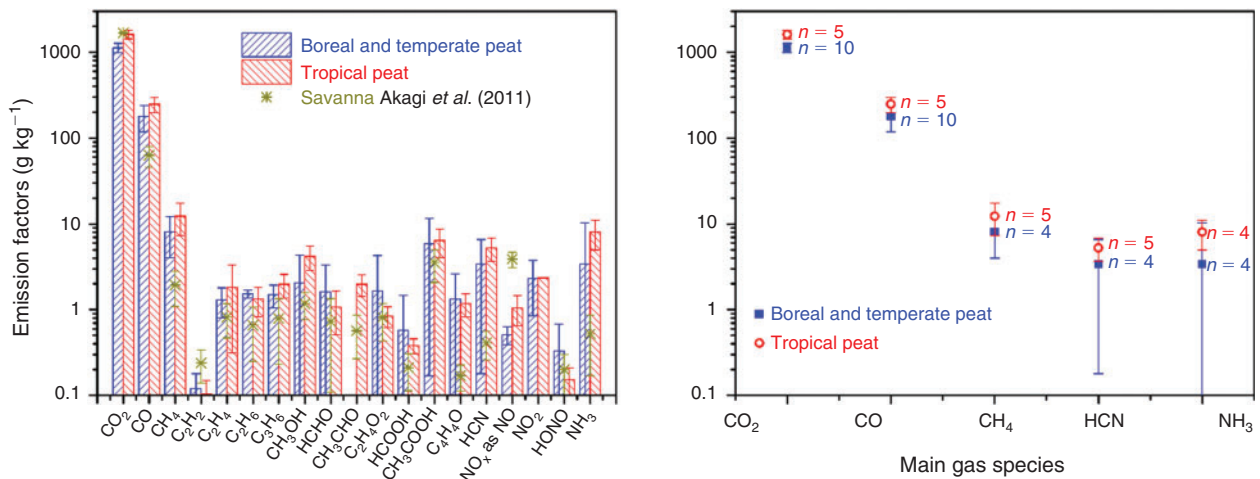 Emission factors (g kg⁻¹)
1000
100
10
1
0.1
Boreal and temperate peat
Tropical peat
Savanna Akagi et al. (2011)
CO₂
CO
CH₄
C₂H₂
C₂H₄
C₂H₆
C₃H₆
CH₃OH
HCHO
CH₃CHO
C₂H₄O₂
HCOOH
CH₃COOH
C₄H₄O
HCN
NOₓ as NO
NO₂
HONO
NH₃
1000
100
10
1
0.1
n = 5
n = 10
n = 5
n = 10
n = 5
n = 4
n = 5
n = 4
n = 4
n = 4
Boreal and temperate peat
Tropical peat
CO₂
CO
CH₄
HCN
NH₃
Main gas species